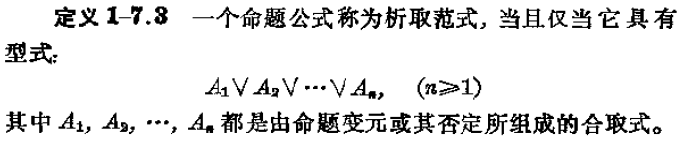 定义 1-7.3 一个命题公式称为析取范式, 当且仅当它具有
型式:
A₁∨A₂∨…∨Aₙ, (n⩾1)
其中 A₁, A₂, …, Aₙ 都是由命题变元或其否定所组成的合取式。